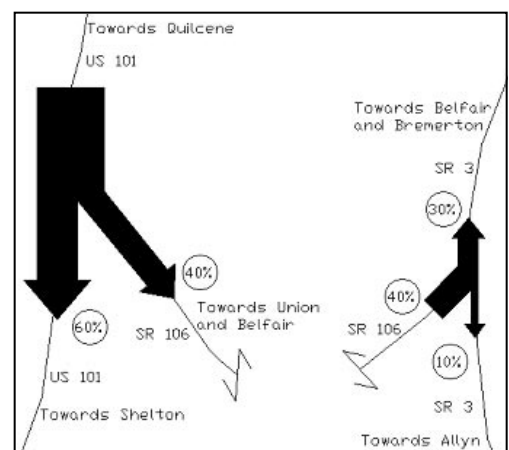 Towards Quilcene
US 101
Towards Belfair
and Bremerton
SR 3
30%
40%
40%
Towards Union
and Belfair
60%
SR 106
SR 106
10%
US 101
SR 3
Towards Shelton
Towards Allyn